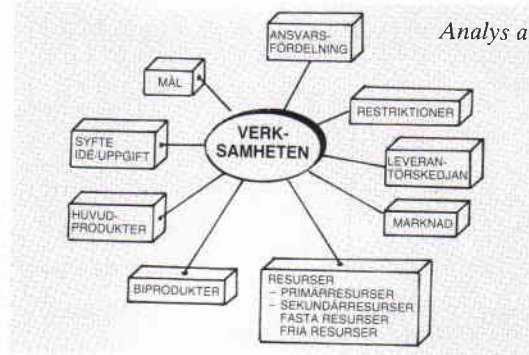 Analys a
ANSVARS-
FÖRDELNING
MÅL
RESTRIKTIONER
VERK-
SAMHETEN
SYFTE
IDE/UPPGIFT
LEVERAN-
TÖRSKEDJAN
HUVUD-
PRODUKTER
MARKNAD
BIPRODUKTER
RESURSER
– PRIMÄRRESURSER
– SEKUNDÄRRESURSER
FASTA RESURSER
FRIA RESURSER